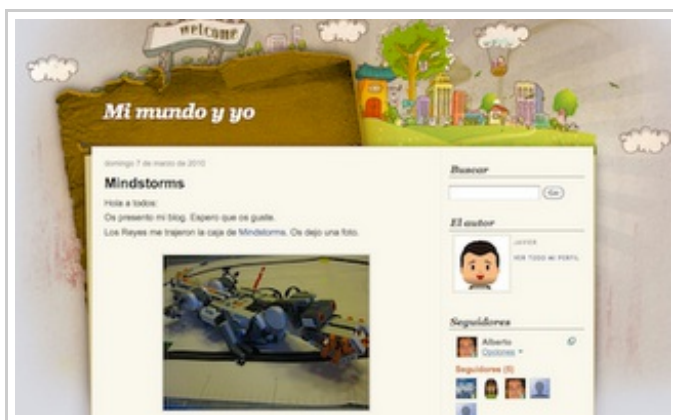 welcome
Mi mundo y yo
domingo 7 de marzo de 2010
Mindstorms
Hola a todos:
Os presento mi blog. Espero que os guste.
Los Reyes me trajeron la caja de Mindstorms. Os dejo una foto.
Buscar
Go
El autor
JAVIER
VER TODO MI PERFIL
Seguidores
Alberto
Opciones
Seguidores (5)